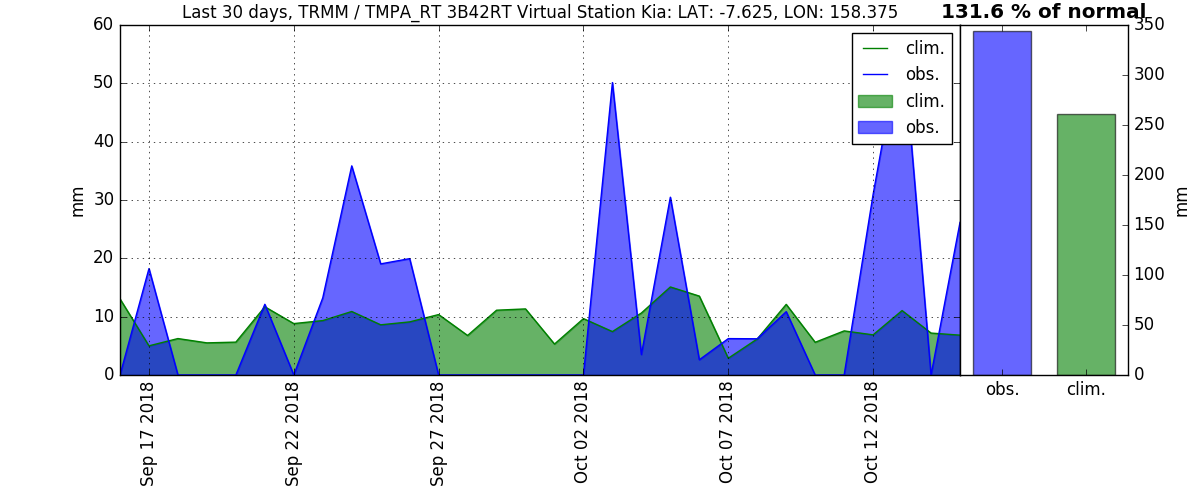 Last 30 days, TRMM / TMPA_RT 3B42RT Virtual Station Kia: LAT: -7.625, LON: 158.375
131.6 % of normal
60
50
40
30
20
10
0
mm
clim.
obs.
clim.
obs.
350
300
250
200
150
100
50
0
mm
obs.
clim.
Sep 17 2018
Sep 22 2018
Sep 27 2018
Oct 02 2018
Oct 07 2018
Oct 12 2018